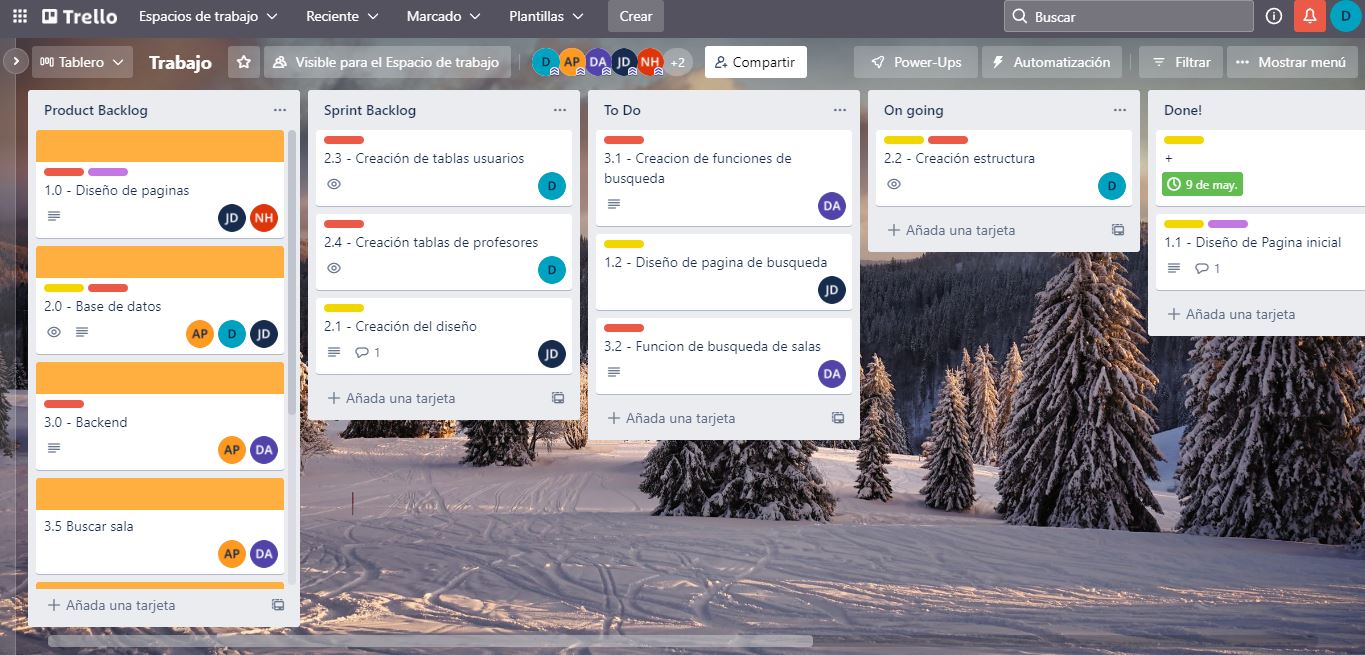 Trello
Espacios de trabajo
Reciente
Marcado
Plantillas
Crear
Buscar
D
Tablero
Trabajo
Visible para el Espacio de trabajo
D
AP
DA
JD
NH
+2
Compartir
Power-Ups
Automatización
Filtrar
Mostrar menú
Product Backlog
1.0 - Diseño de paginas
JD
NH
2.0 - Base de datos
AP
D
JD
3.0 - Backend
AP
DA
3.5 Buscar sala
AP
DA
+ Añada una tarjeta
Sprint Backlog
2.3 - Creación de tablas usuarios
D
2.4 - Creación tablas de profesores
D
2.1 - Creación del diseño
1
JD
+ Añada una tarjeta
To Do
3.1 - Creacion de funciones de
busqueda
DA
1.2 - Diseño de pagina de busqueda
JD
3.2 - Funcion de busqueda de salas
DA
+ Añada una tarjeta
On going
2.2 - Creación estructura
D
+ Añada una tarjeta
Done!
+
9 de may.
1.1 - Diseño de Pagina inicial
1
+ Añada una tarjeta